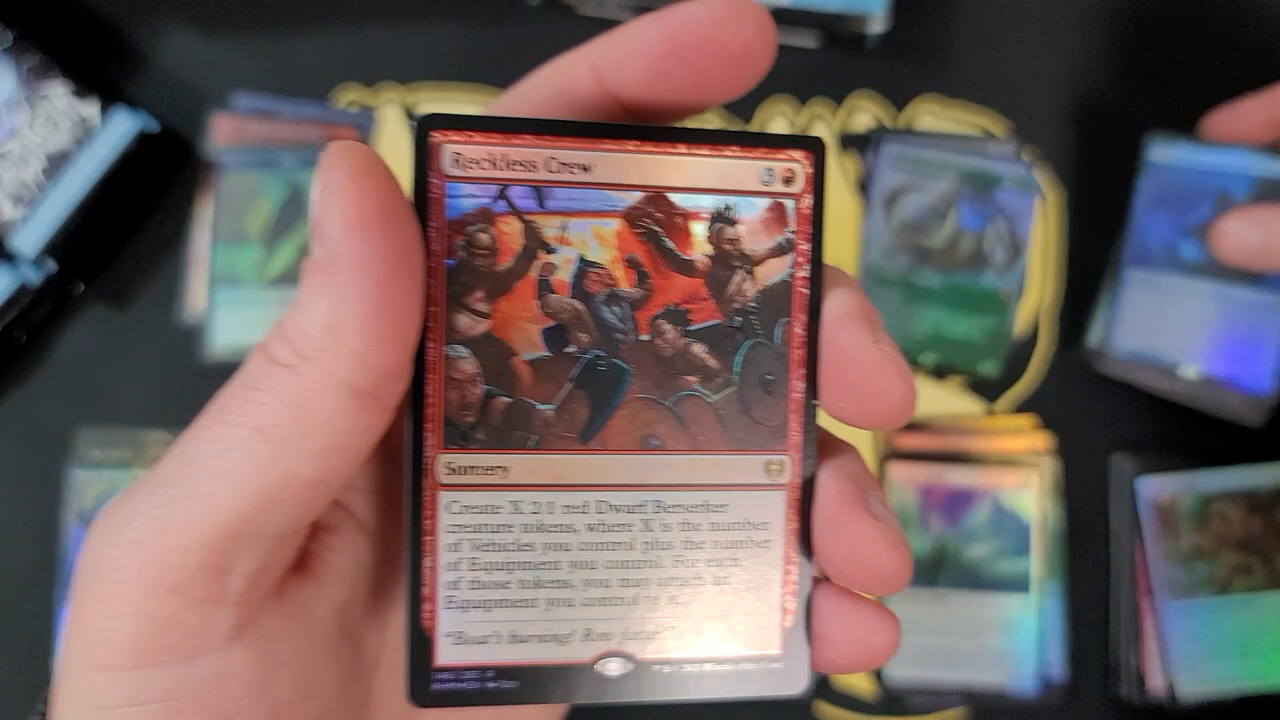 Reckless Crew 3
Sorcery
Create X 2/1 red Dwarf Berserker
creature tokens, where X is the number
of Vehicles you control plus the number
of Equipment you control. For each
of those tokens, you may attach an
Equipment you control to it.
"Boat's burning! Row faster!"